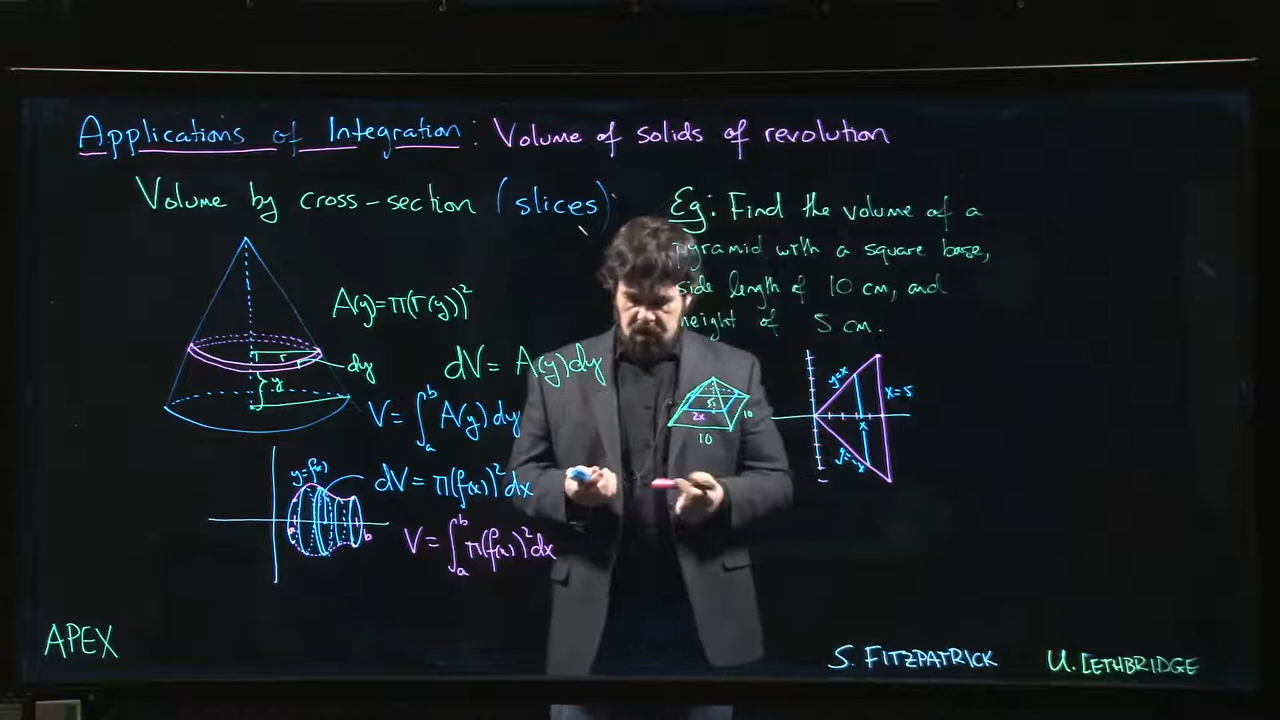 Applications of Integration: Volume of solids of revolution
Volume by cross-section (slices)
A(y)=π(r(y))²
r
y
dy
dV = A(y)dy
V = ∫ₐᵇ A(y)dy
y=f(x)
a
b
dV = π(f(x))²dx
V = ∫ₐᵇ π(f(x))²dx
Eg: Find the volume of a
pyramid with a square base,
side length of 10 cm, and
height of 5 cm.
5
2x
10
10
y=x
x=5
x
y=-x
APEX
S. FITZPATRICK
U. LETHBRIDGE